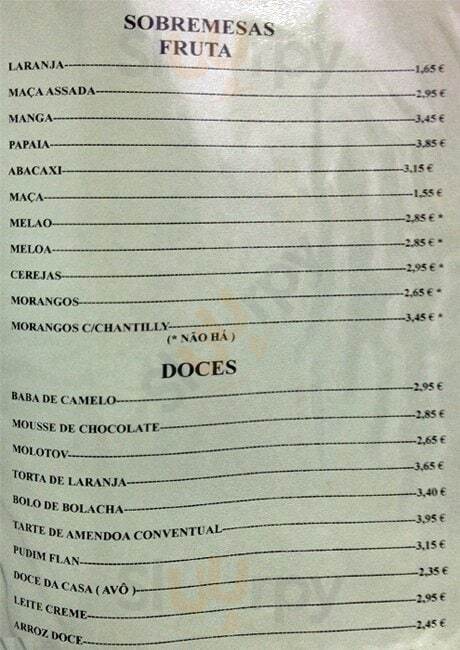 SOBREMESAS
FRUTA
LARANJA 1,65 €
MAÇA ASSADA 2,95 €
MANGA 3,45 €
PAPAIA 3,85 €
ABACAXI 3,15 €
MAÇA 1,55 €
MELAO 2,85 € *
MELOA 2,85 € *
CEREJAS 2,95 € *
MORANGOS 2,65 € *
MORANGOS C/CHANTILLY 3,45 € *
(* NÃO HÁ )
DOCES
BABA DE CAMELO 2,95 €
MOUSSE DE CHOCOLATE 2,85 €
MOLOTOV 2,65 €
TORTA DE LARANJA 3,65 €
BOLO DE BOLACHA 3,40 €
TARTE DE AMENDOA CONVENTUAL 3,95 €
PUDIM FLAN 3,15 €
DOCE DA CASA ( AVÔ ) 2,35 €
LEITE CREME 2,95 €
ARROZ DOCE 2,45 €
sluurpy
sluurpy
sluurpy